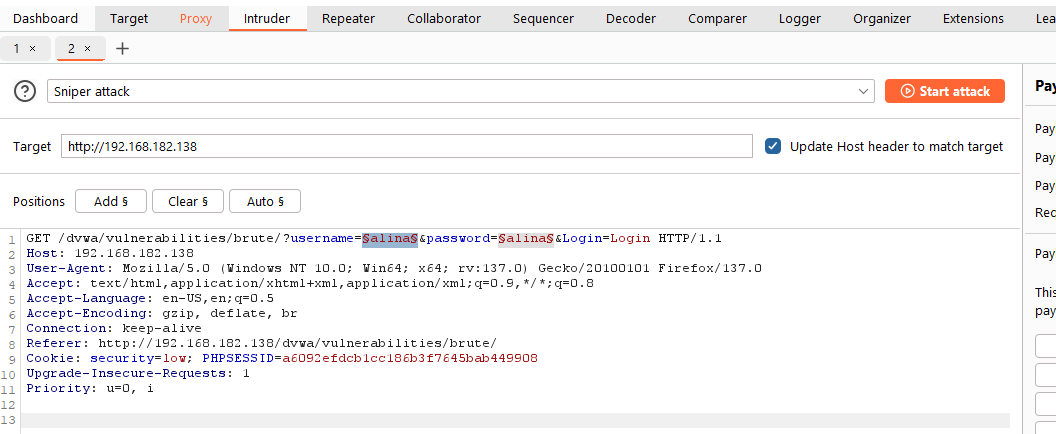 Dashboard Target Proxy Intruder Repeater Collaborator Sequencer Decoder Comparer Logger Organizer Extensions Lea
1 × 2 × +
? Sniper attack Start attack
Pay
Target http://192.168.182.138 Update Host header to match target
Pay
Pay
Pay
Rec
Positions Add § Clear § Auto §
1 GET /dvwa/vulnerabilities/brute/?username=§alina§&password=§alina§&Login=Login HTTP/1.1
2 Host: 192.168.182.138
3 User-Agent: Mozilla/5.0 (Windows NT 10.0; Win64; x64; rv:137.0) Gecko/20100101 Firefox/137.0
4 Accept: text/html,application/xhtml+xml,application/xml;q=0.9,*/*;q=0.8
5 Accept-Language: en-US,en;q=0.5
6 Accept-Encoding: gzip, deflate, br
7 Connection: keep-alive
8 Referer: http://192.168.182.138/dvwa/vulnerabilities/brute/
9 Cookie: security=low; PHPSESSID=a6092efdcb1cc186b3f7645bab449908
10 Upgrade-Insecure-Requests: 1
11 Priority: u=0, i
12
13
Pay
This
pay